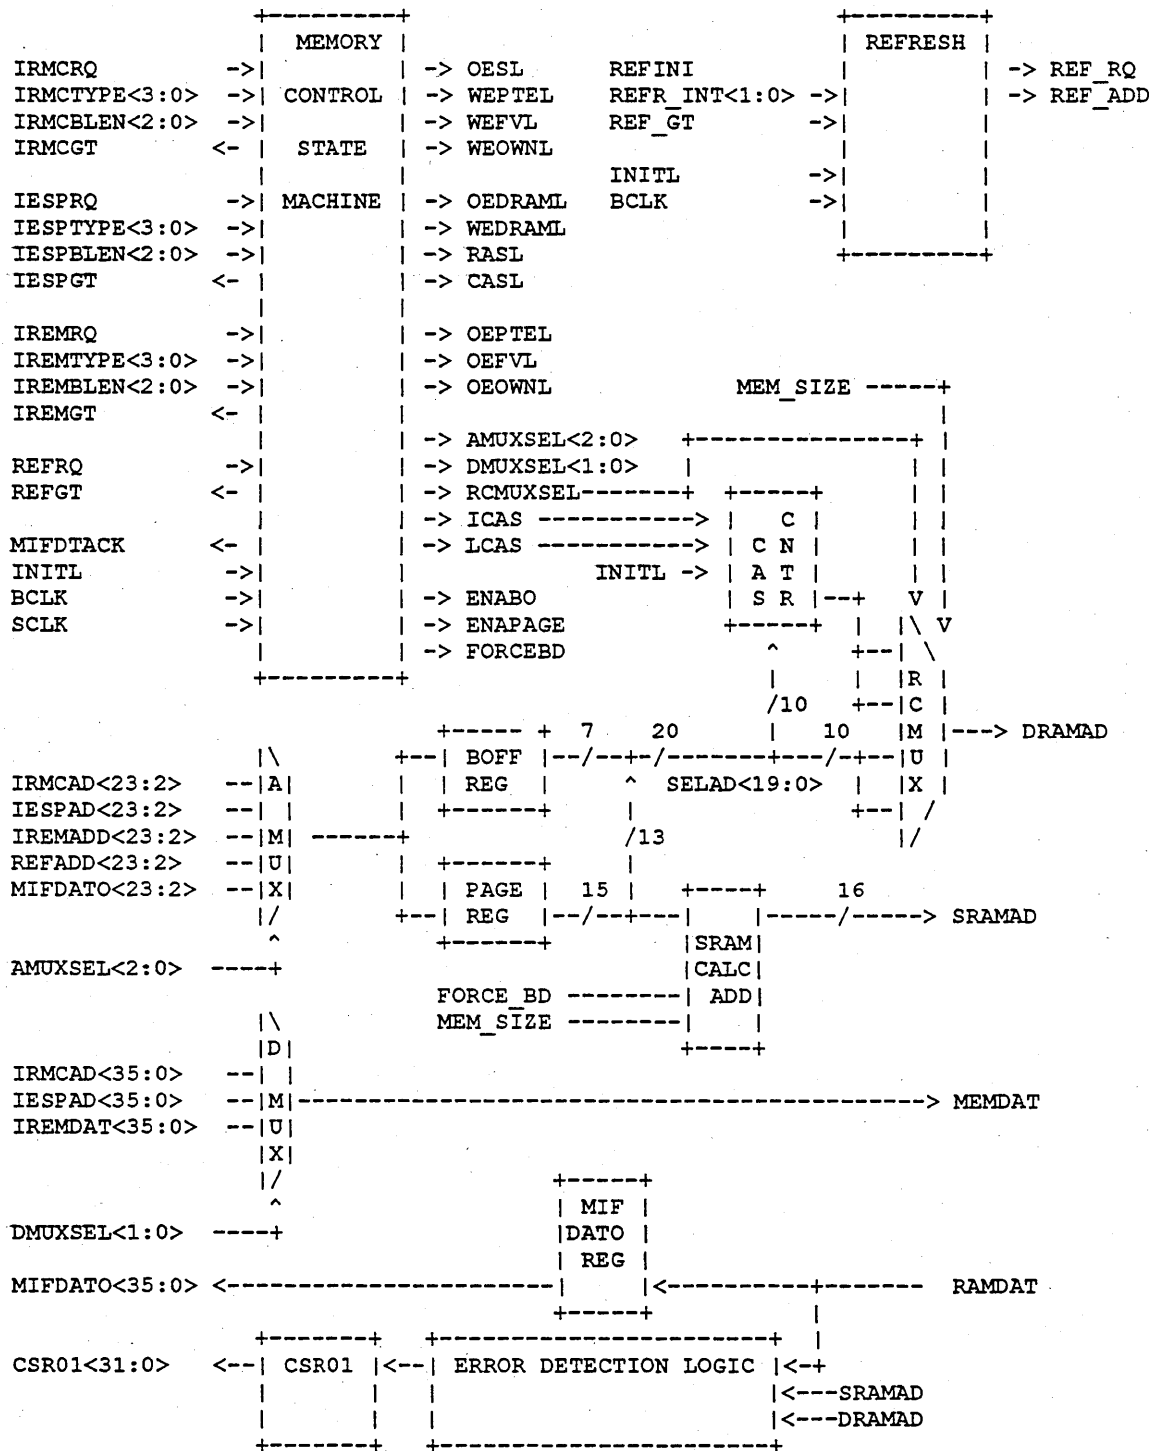 MEMORY REFRESH
IRMCRQ -> -> OESL REFINI -> REF_RQ
IRMCTYPE<3:0> -> CONTROL -> WEPTEL REFR_INT<1:0> -> -> REF_ADD
IRMCBLEN<2:0> -> -> WEFVL REF_GT ->
IRMCGT <- STATE -> WEOWNL
INITL ->
IESPRQ -> MACHINE -> OEDRAML BCLK ->
IESPTYPE<3:0> -> -> WEDRAML
IESPBLEN<2:0> -> -> RASL
IESPGT <- -> CASL
IREMRQ -> -> OEPTEL
IREMTYPE<3:0> -> -> OEFVL
IREMBLEN<2:0> -> -> OEOWNL MEM_SIZE
IREMGT <-
-> AMUXSEL<2:0>
REFRQ -> -> DMUXSEL<1:0>
REFGT <- -> RCMUXSEL
-> ICAS -----------> C
MIFDTACK <- -> LCAS -----------> C N
INITL -> INITL -> A T
BCLK -> -> ENABO S R V
SCLK -> -> ENAPAGE V
-> FORCEBD ^
R
/10 C
7 20 10 M ---> DRAMAD
BOFF U
IRMCAD<23:2> A REG ^ SELAD<19:0> X
IESPAD<23:2>
IREMADD<23:2> M /13
REFADD<23:2> U
MIFDATO<23:2> X PAGE 15 16
REG -----/-----> SRAMAD
^ SRAM
AMUXSEL<2:0> CALC
FORCE_BD ADD
MEM_SIZE
D
IRMCAD<35:0>
IESPAD<35:0> M > MEMDAT
IREMDAT<35:0> U
X
^ MIF
DMUXSEL<1:0> DATO
REG
MIFDATO<35:0> < < RAMDAT
CSR01<31:0> <-- CSR01 <-- ERROR DETECTION LOGIC <-
<---SRAMAD
<---DRAMAD